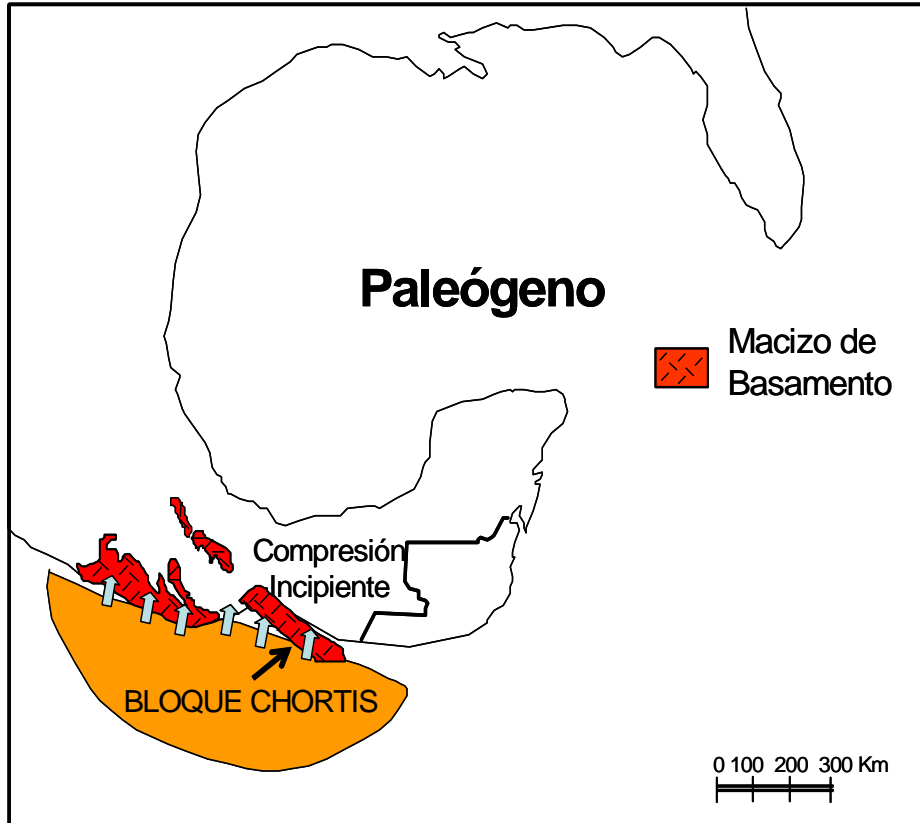 Paleógeno
Macizo de
Basamento
Compresión
Incipiente
BLOQUE CHORTIS
0 100 200 300 Km